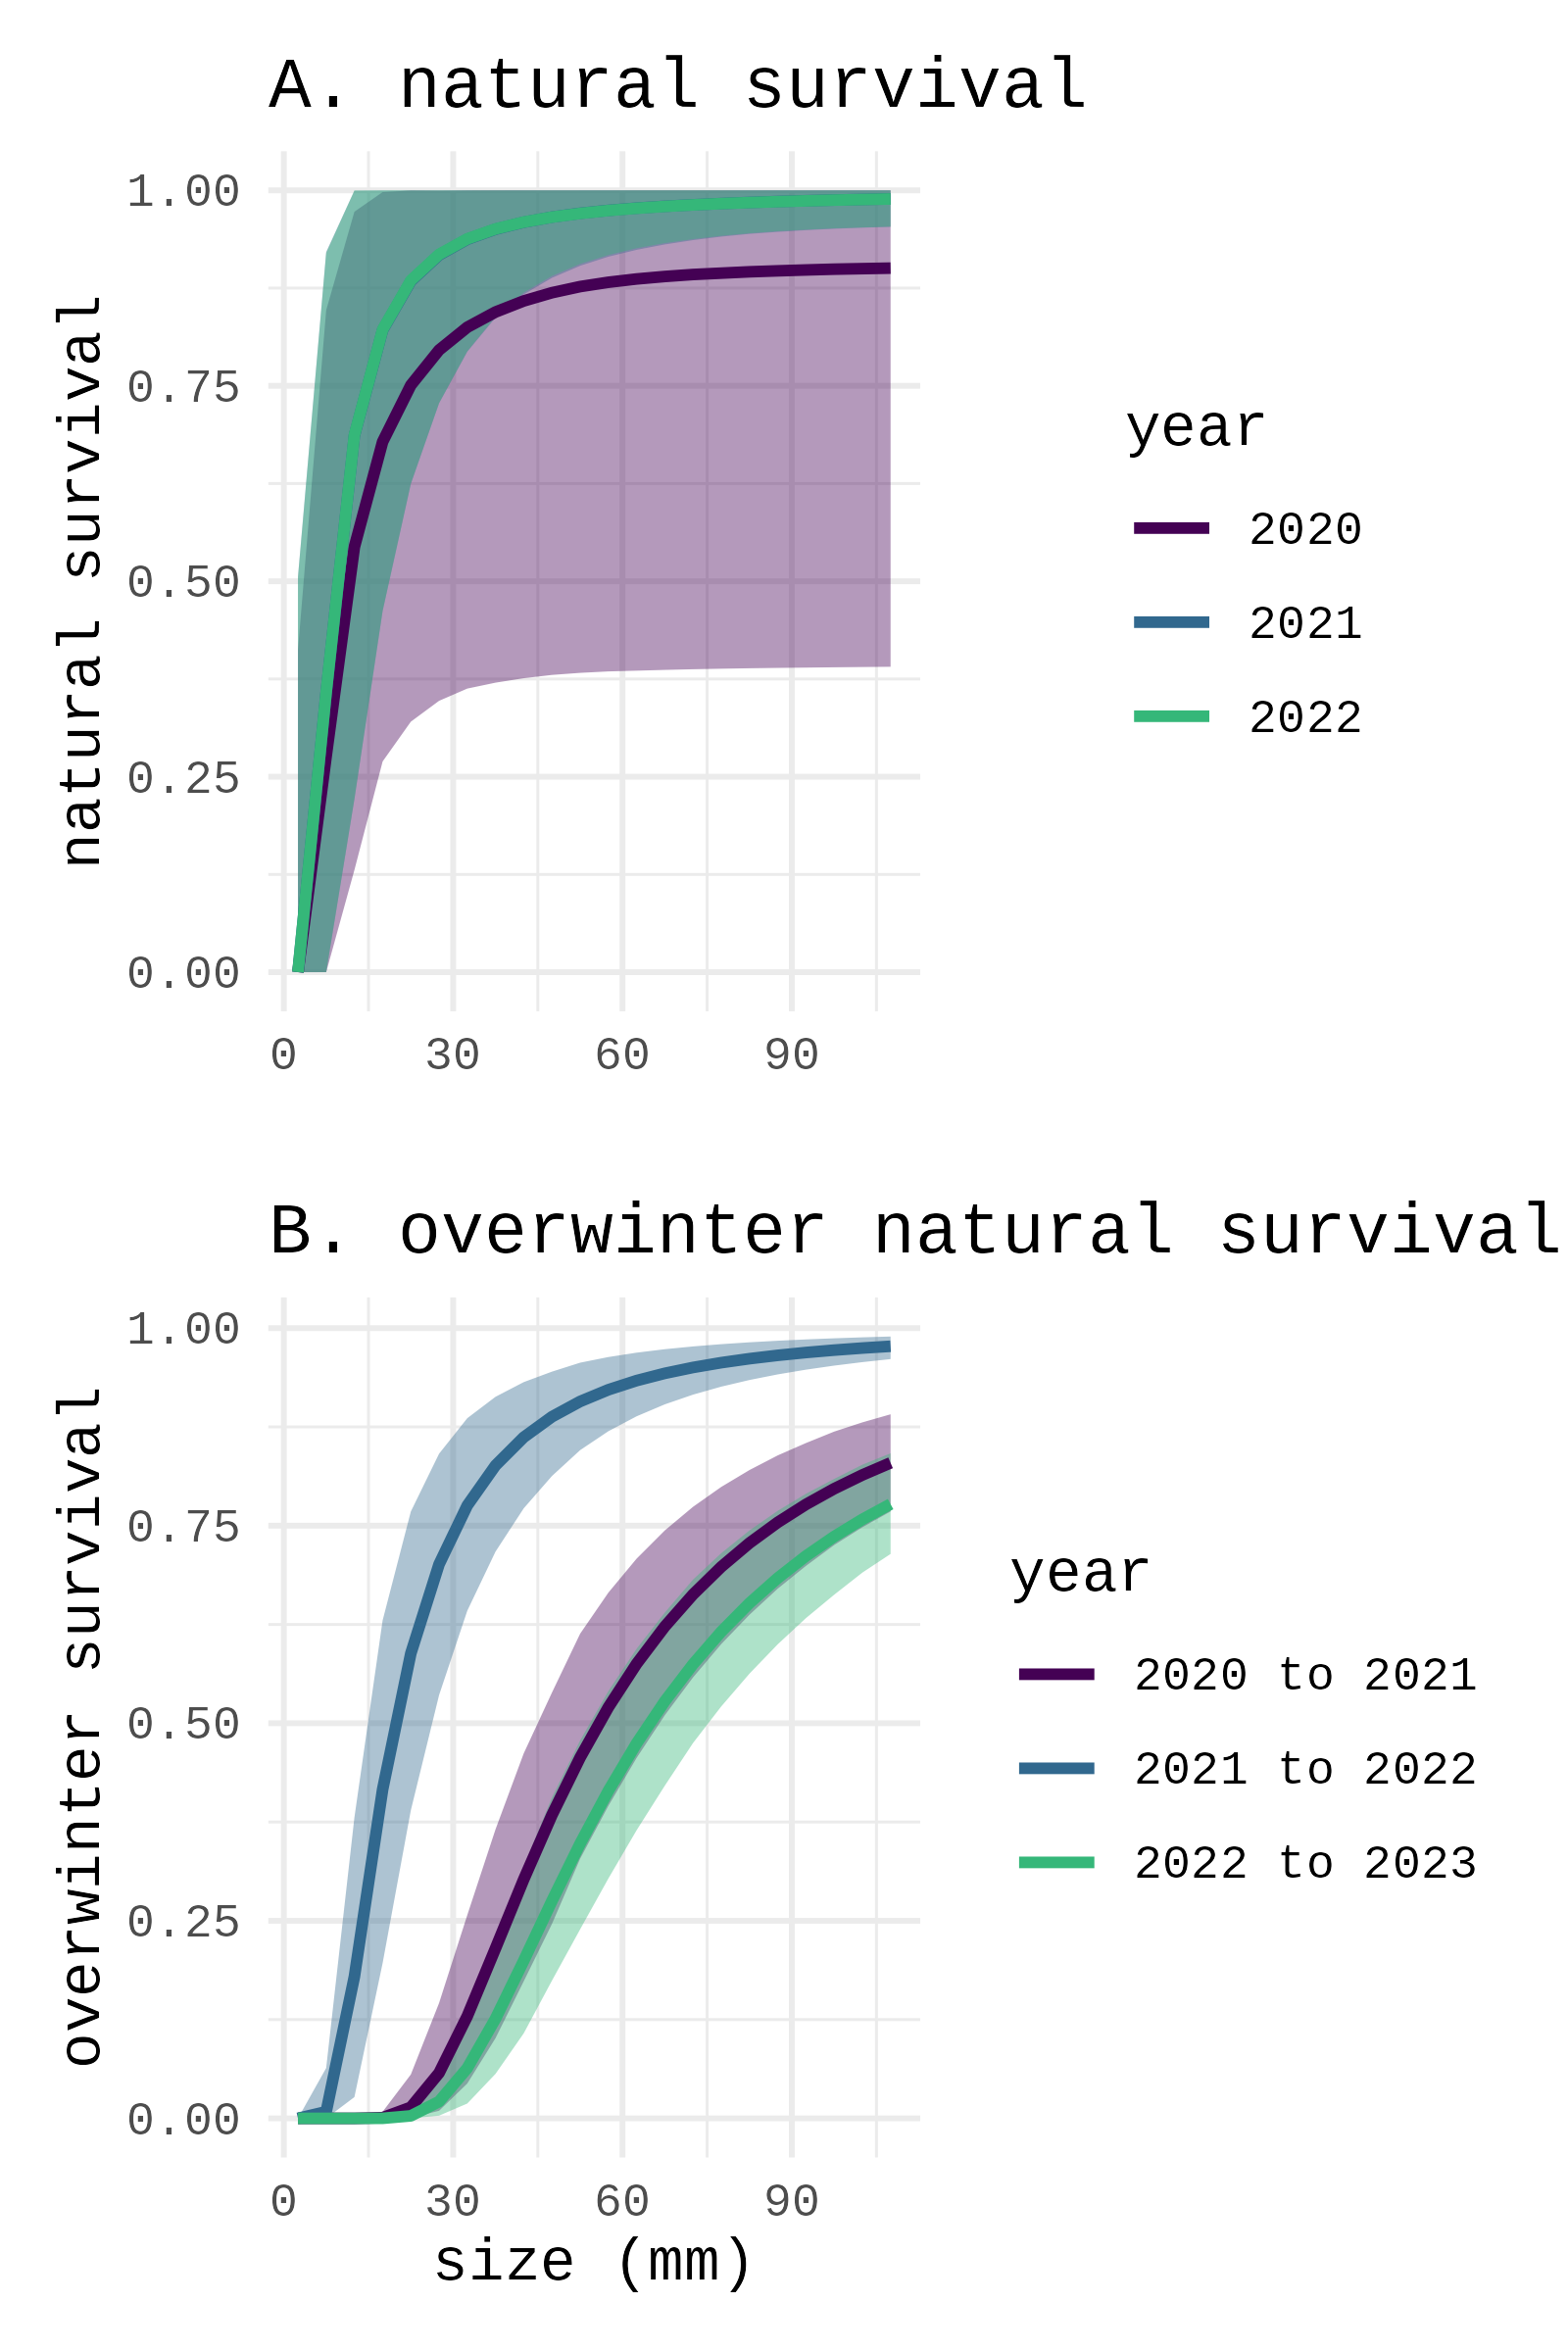 A. natural survival
natural survival
1.00
0.75
0.50
0.25
0.00
0
30
60
90
year
2020
2021
2022
B. overwinter natural survival
overwinter survival
1.00
0.75
0.50
0.25
0.00
0
30
60
90
size (mm)
year
2020 to 2021
2021 to 2022
2022 to 2023